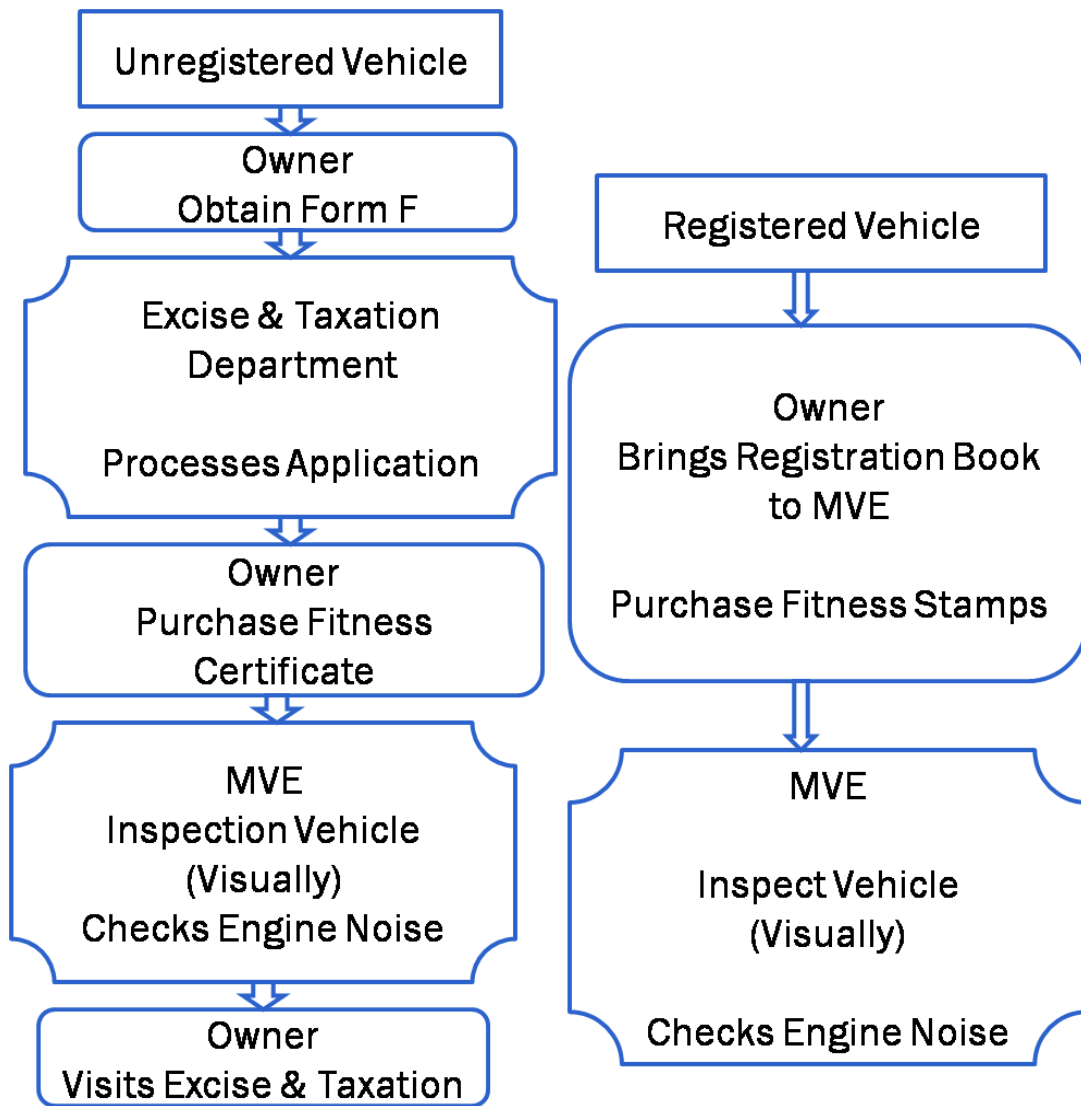 Unregistered Vehicle
Owner
Obtain Form F
Excise & Taxation
Department
Processes Application
Owner
Purchase Fitness
Certificate
MVE
Inspection Vehicle
(Visually)
Checks Engine Noise
Owner
Visits Excise & Taxation
Registered Vehicle
Owner
Brings Registration Book
to MVE
Purchase Fitness Stamps
MVE
Inspect Vehicle
(Visually)
Checks Engine Noise